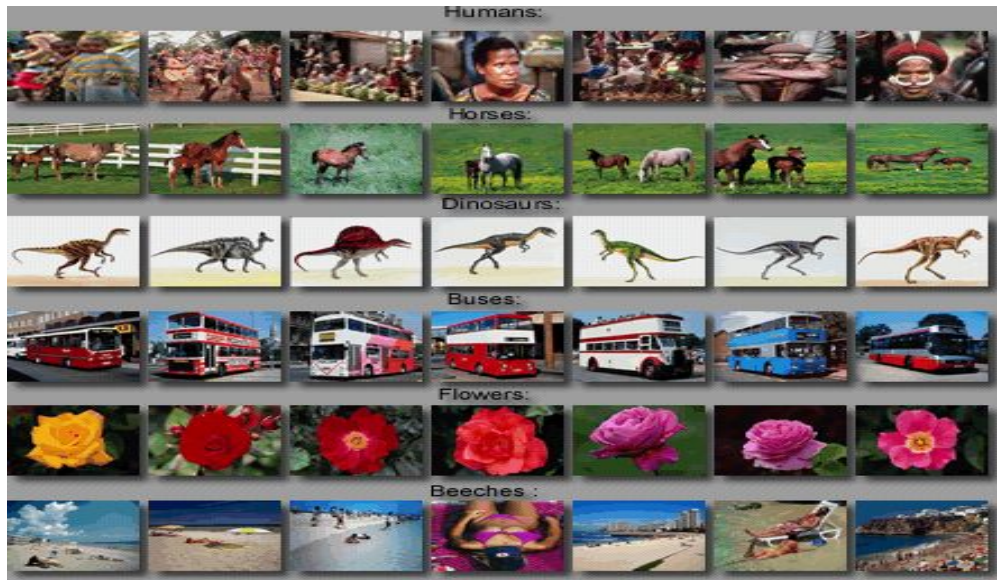 Humans:
Horses:
Dinosaurs:
Buses:
Flowers:
Beeches :